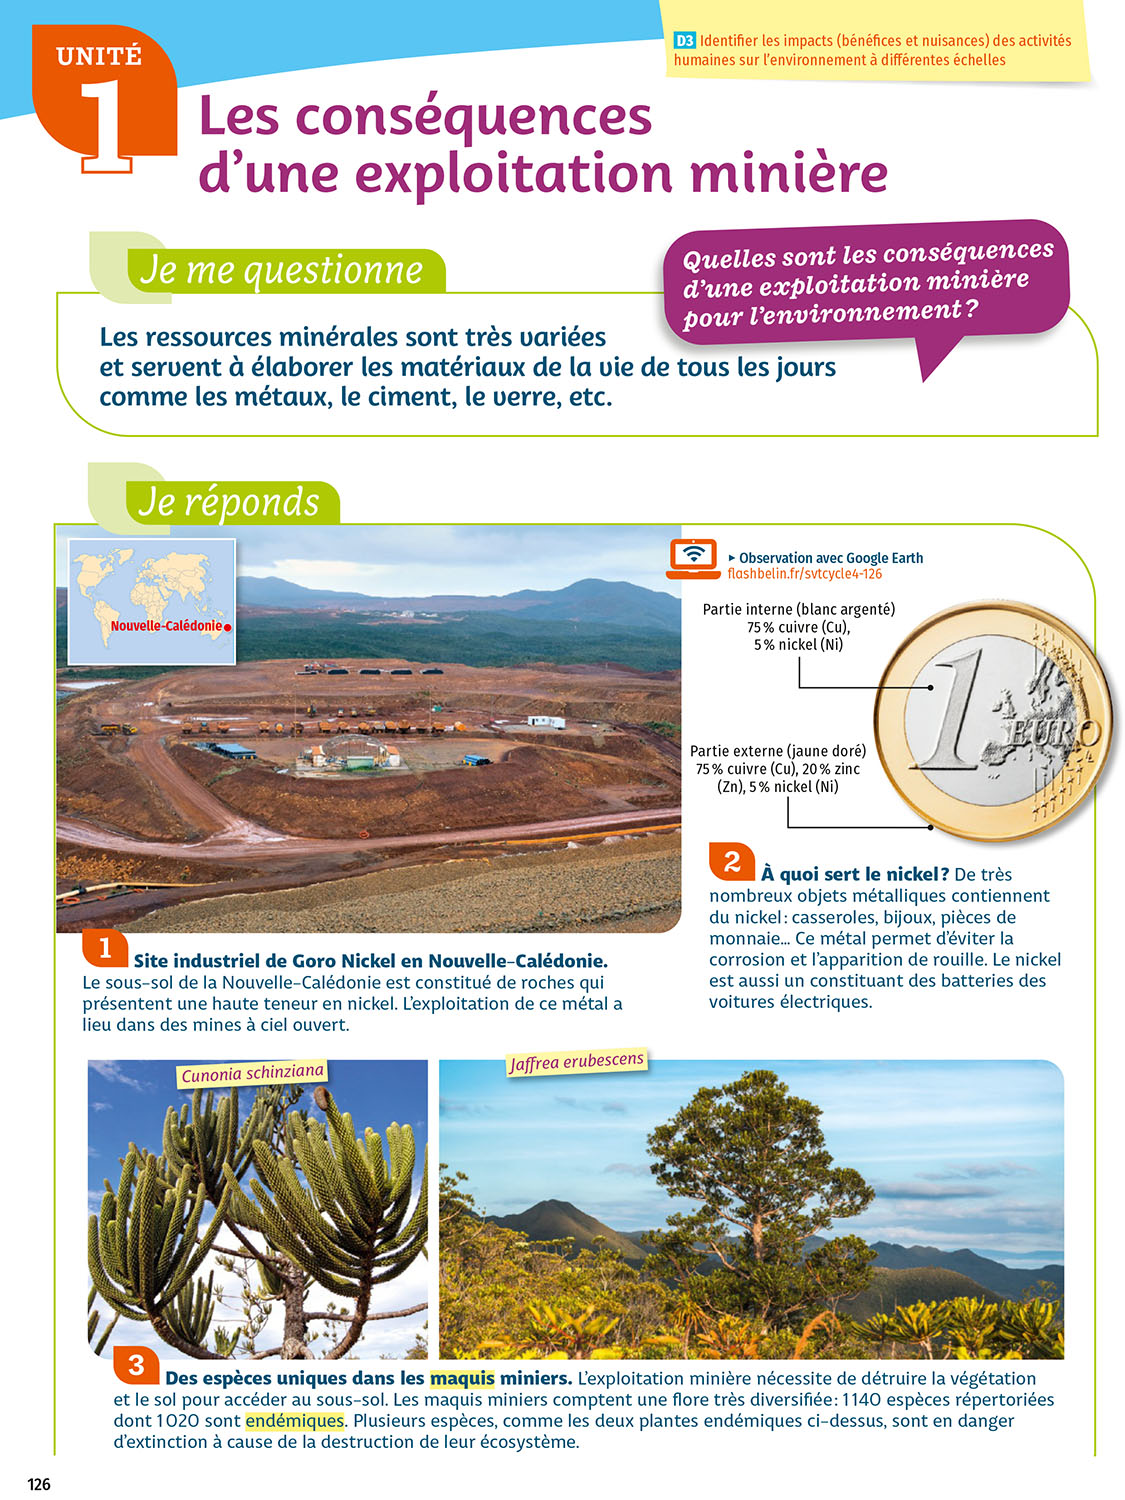 UNITÉ
1
D3 Identifier les impacts (bénéfices et nuisances) des activités
humaines sur l'environnement à différentes échelles
Les conséquences
d'une exploitation minière
Je me questionne
Quelles sont les conséquences
d'une exploitation minière
pour l'environnement ?
Les ressources minérales sont très variées
et servent à élaborer les matériaux de la vie de tous les jours
comme les métaux, le ciment, le verre, etc.
Je réponds
Nouvelle-Calédonie
▸ Observation avec Google Earth
flashbelin.fr/svtcycle4-126
Partie interne (blanc argenté)
75 % cuivre (Cu),
5 % nickel (Ni)
1
EURO
Partie externe (jaune doré)
75 % cuivre (Cu), 20 % zinc
(Zn), 5 % nickel (Ni)
1 Site industriel de Goro Nickel en Nouvelle-Calédonie.
Le sous-sol de la Nouvelle-Calédonie est constitué de roches qui
présentent une haute teneur en nickel. L'exploitation de ce métal a
lieu dans des mines à ciel ouvert.
2 À quoi sert le nickel ? De très
nombreux objets métalliques contiennent
du nickel : casseroles, bijoux, pièces de
monnaie... Ce métal permet d'éviter la
corrosion et l'apparition de rouille. Le nickel
est aussi un constituant des batteries des
voitures électriques.
Cunonia schinziana
Jaffrea erubescens
3 Des espèces uniques dans les maquis miniers. L'exploitation minière nécessite de détruire la végétation
et le sol pour accéder au sous-sol. Les maquis miniers comptent une flore très diversifiée : 1 140 espèces répertoriées
dont 1 020 sont endémiques. Plusieurs espèces, comme les deux plantes endémiques ci-dessus, sont en danger
d'extinction à cause de la destruction de leur écosystème.
126